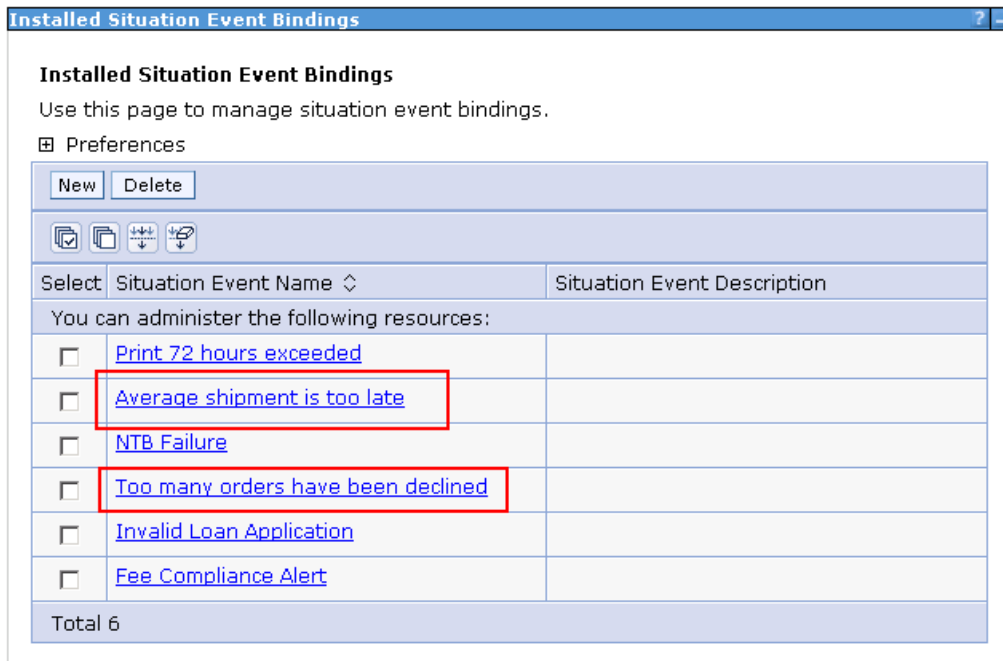 Installed Situation Event Bindings ? -
Installed Situation Event Bindings
Use this page to manage situation event bindings.
Preferences
New Delete
Select Situation Event Name Situation Event Description
You can administer the following resources:
Print 72 hours exceeded
Average shipment is too late
NTB Failure
Too many orders have been declined
Invalid Loan Application
Fee Compliance Alert
Total 6